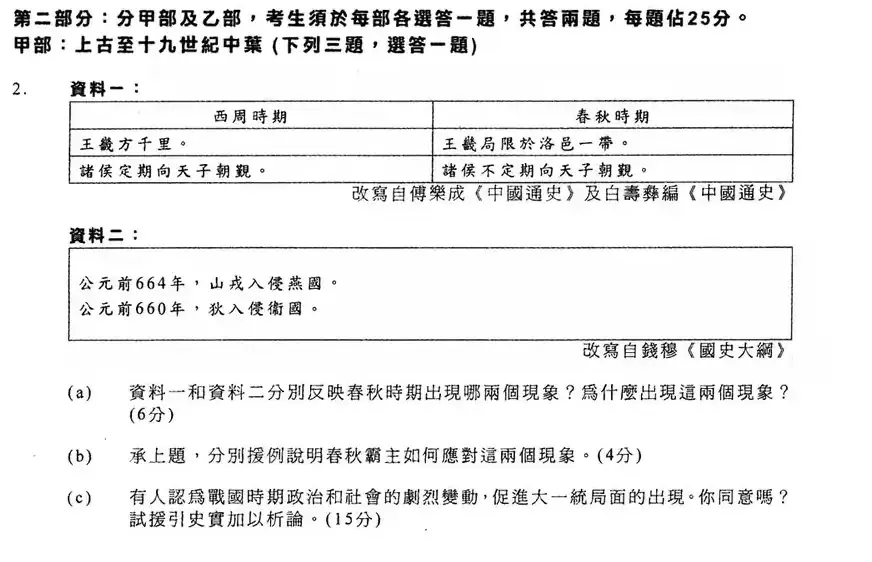 第二部分：分甲部及乙部，考生須於每部各選答一題，共答兩題，每題佔25分。
甲部：上古至十九世紀中葉 (下列三題，選答一題)
2. 資料一：
西周時期 春秋時期
王畿方千里。 王畿局限於洛邑一帶。
諸侯定期向天子朝覲。 諸侯不定期向天子朝覲。
改寫自傅樂成《中國通史》及白壽彝編《中國通史》
資料二：
公元前664年，山戎入侵燕國。
公元前660年，狄入侵衞國。
改寫自錢穆《國史大綱》
(a) 資料一和資料二分別反映春秋時期出現哪兩個現象？爲什麼出現這兩個現象？
(6分)
(b) 承上題，分別援例說明春秋霸主如何應對這兩個現象。(4分)
(c) 有人認爲戰國時期政治和社會的劇烈變動，促進大一統局面的出現。你同意嗎？
試援引史實加以析論。(15分)